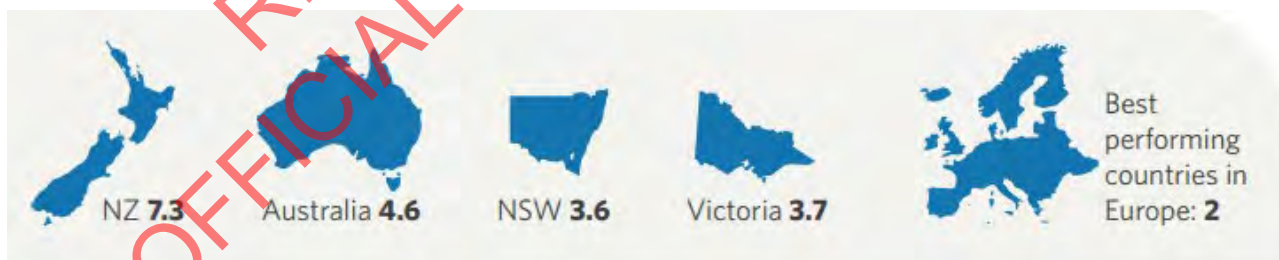 R
OFFICIAL
NZ 7.3
Australia 4.6
NSW 3.6
Victoria 3.7
Best
performing
countries in
Europe: 2